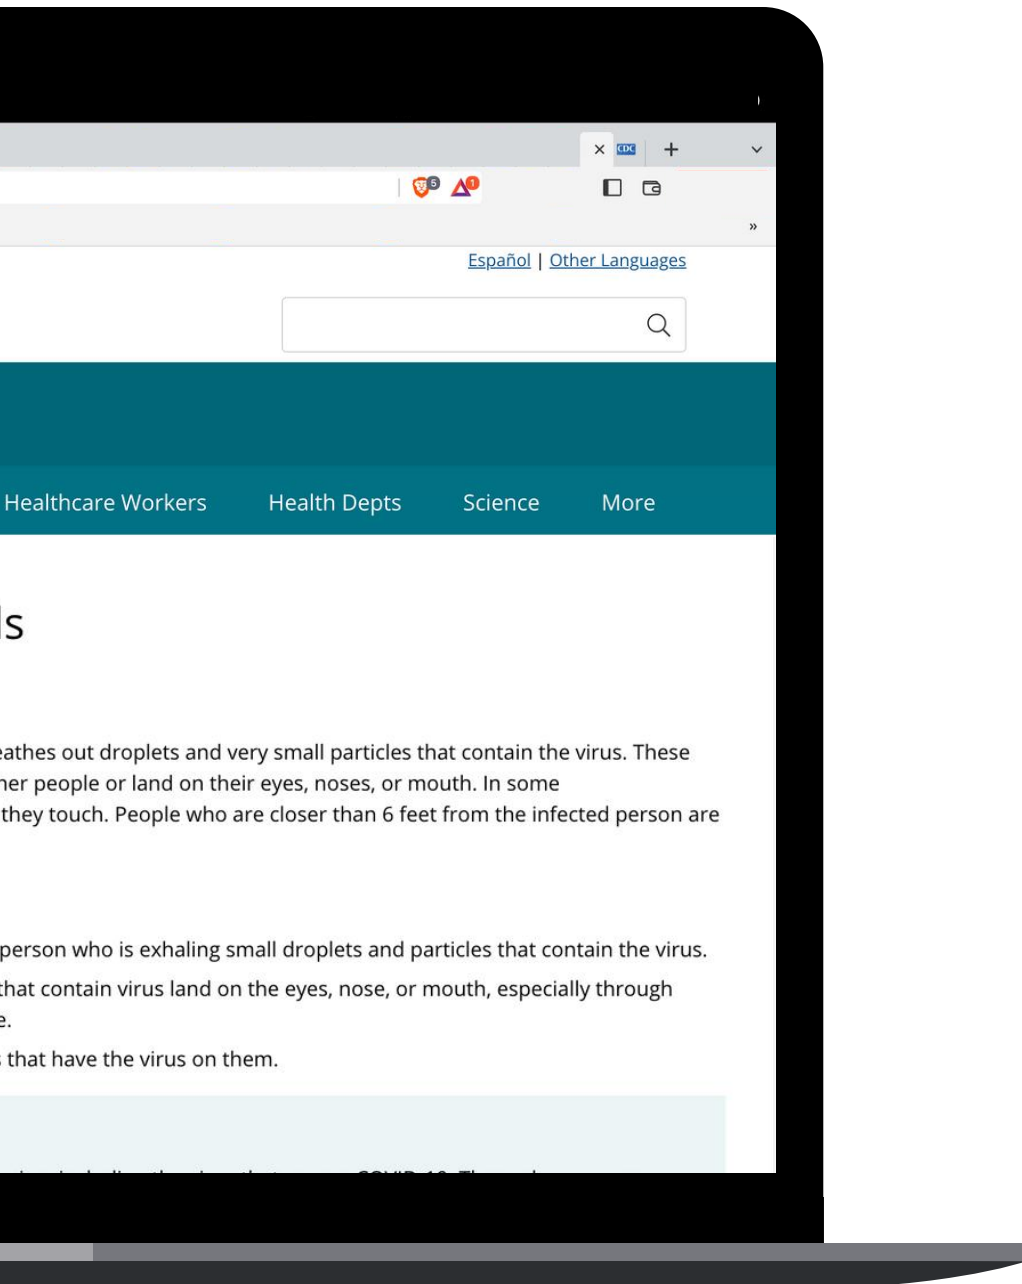 CDC
5
1
Español | Other Languages
Healthcare Workers Health Depts Science More
ls
eathes out droplets and very small particles that contain the virus. These
her people or land on their eyes, noses, or mouth. In some
they touch. People who are closer than 6 feet from the infected person are
person who is exhaling small droplets and particles that contain the virus.
that contain virus land on the eyes, nose, or mouth, especially through
e.
s that have the virus on them.